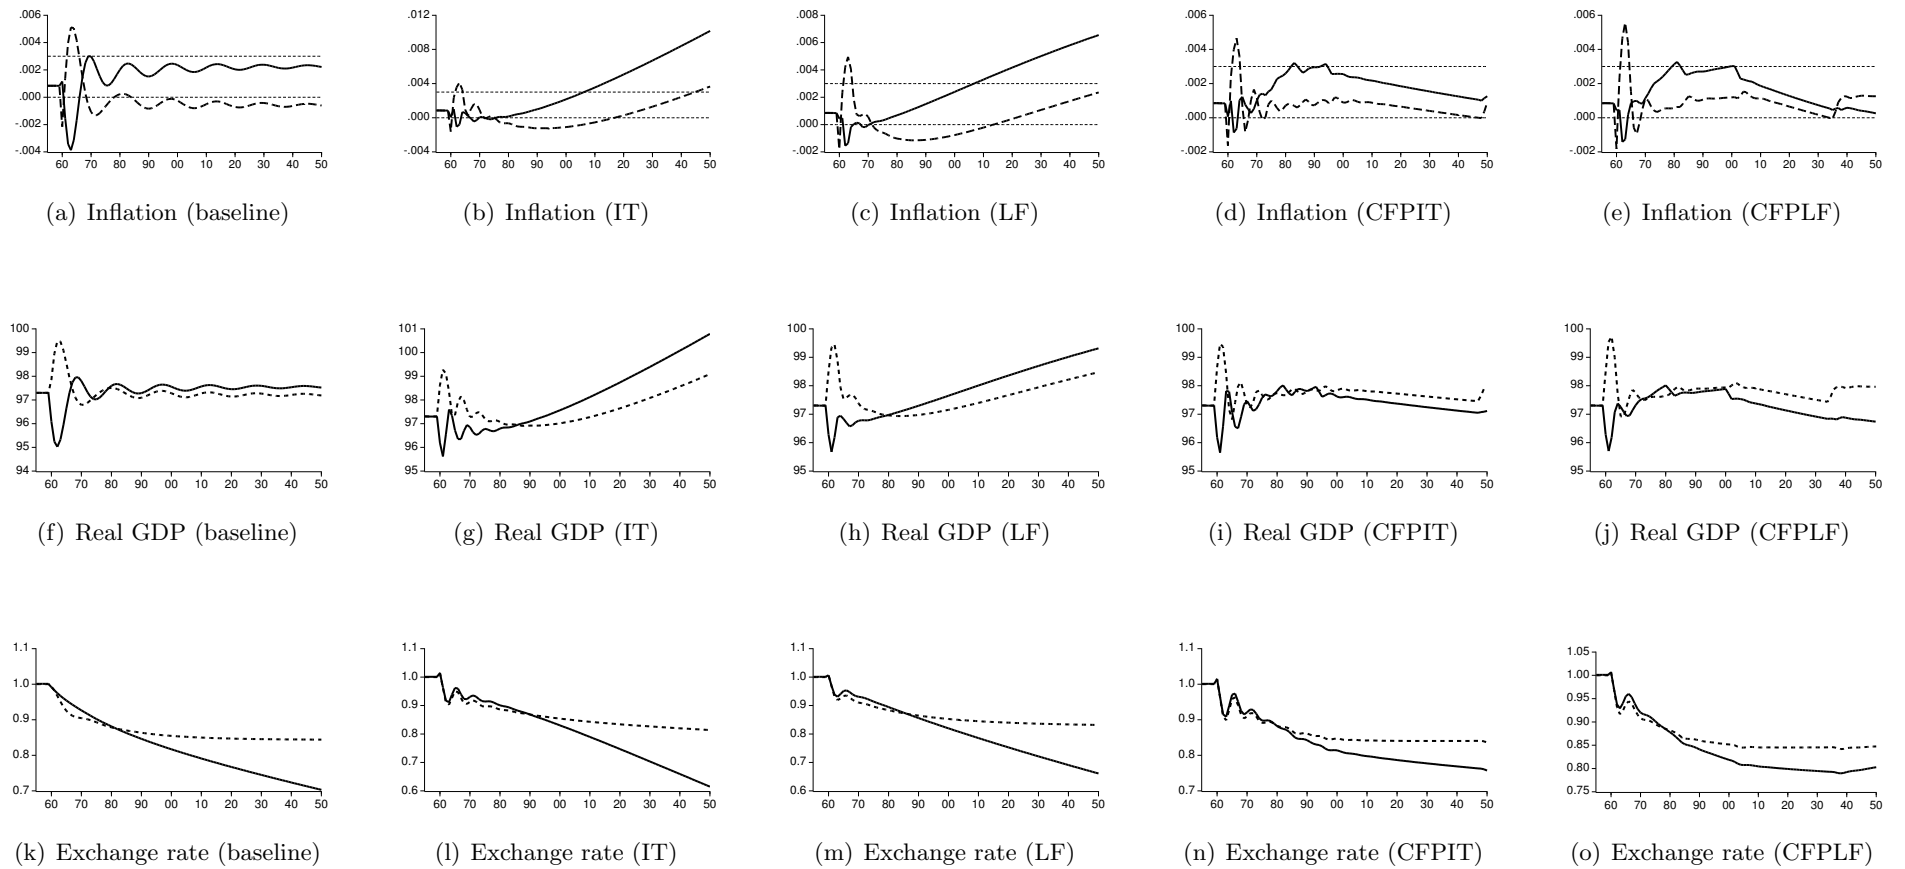 .006
.004
.002
.000
-.002
-.004
60 70 80 90 00 10 20 30 40 50
(a) Inflation (baseline)
.012
.008
.004
.000
-.004
60 70 80 90 00 10 20 30 40 50
(b) Inflation (IT)
.008
.006
.004
.002
.000
-.002
60 70 80 90 00 10 20 30 40 50
(c) Inflation (LF)
.006
.004
.002
.000
-.002
60 70 80 90 00 10 20 30 40 50
(d) Inflation (CFPIT)
.006
.004
.002
.000
-.002
60 70 80 90 00 10 20 30 40 50
(e) Inflation (CFPLF)
100
99
98
97
96
95
94
60 70 80 90 00 10 20 30 40 50
(f) Real GDP (baseline)
101
100
99
98
97
96
95
60 70 80 90 00 10 20 30 40 50
(g) Real GDP (IT)
100
99
98
97
96
95
60 70 80 90 00 10 20 30 40 50
(h) Real GDP (LF)
100
99
98
97
96
95
60 70 80 90 00 10 20 30 40 50
(i) Real GDP (CFPIT)
100
99
98
97
96
95
60 70 80 90 00 10 20 30 40 50
(j) Real GDP (CFPLF)
1.1
1.0
0.9
0.8
0.7
60 70 80 90 00 10 20 30 40 50
(k) Exchange rate (baseline)
1.1
1.0
0.9
0.8
0.7
0.6
60 70 80 90 00 10 20 30 40 50
(l) Exchange rate (IT)
1.1
1.0
0.9
0.8
0.7
0.6
60 70 80 90 00 10 20 30 40 50
(m) Exchange rate (LF)
1.1
1.0
0.9
0.8
0.7
60 70 80 90 00 10 20 30 40 50
(n) Exchange rate (CFPIT)
1.05
1.00
0.95
0.90
0.85
0.80
0.75
60 70 80 90 00 10 20 30 40 50
(o) Exchange rate (CFPLF)